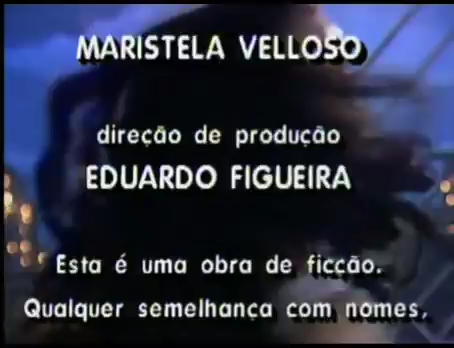 MARISTELA VELLOSO
direção de produção
EDUARDO FIGUEIRA
Esta é uma obra de ficção.
Qualquer semelhança com nomes,